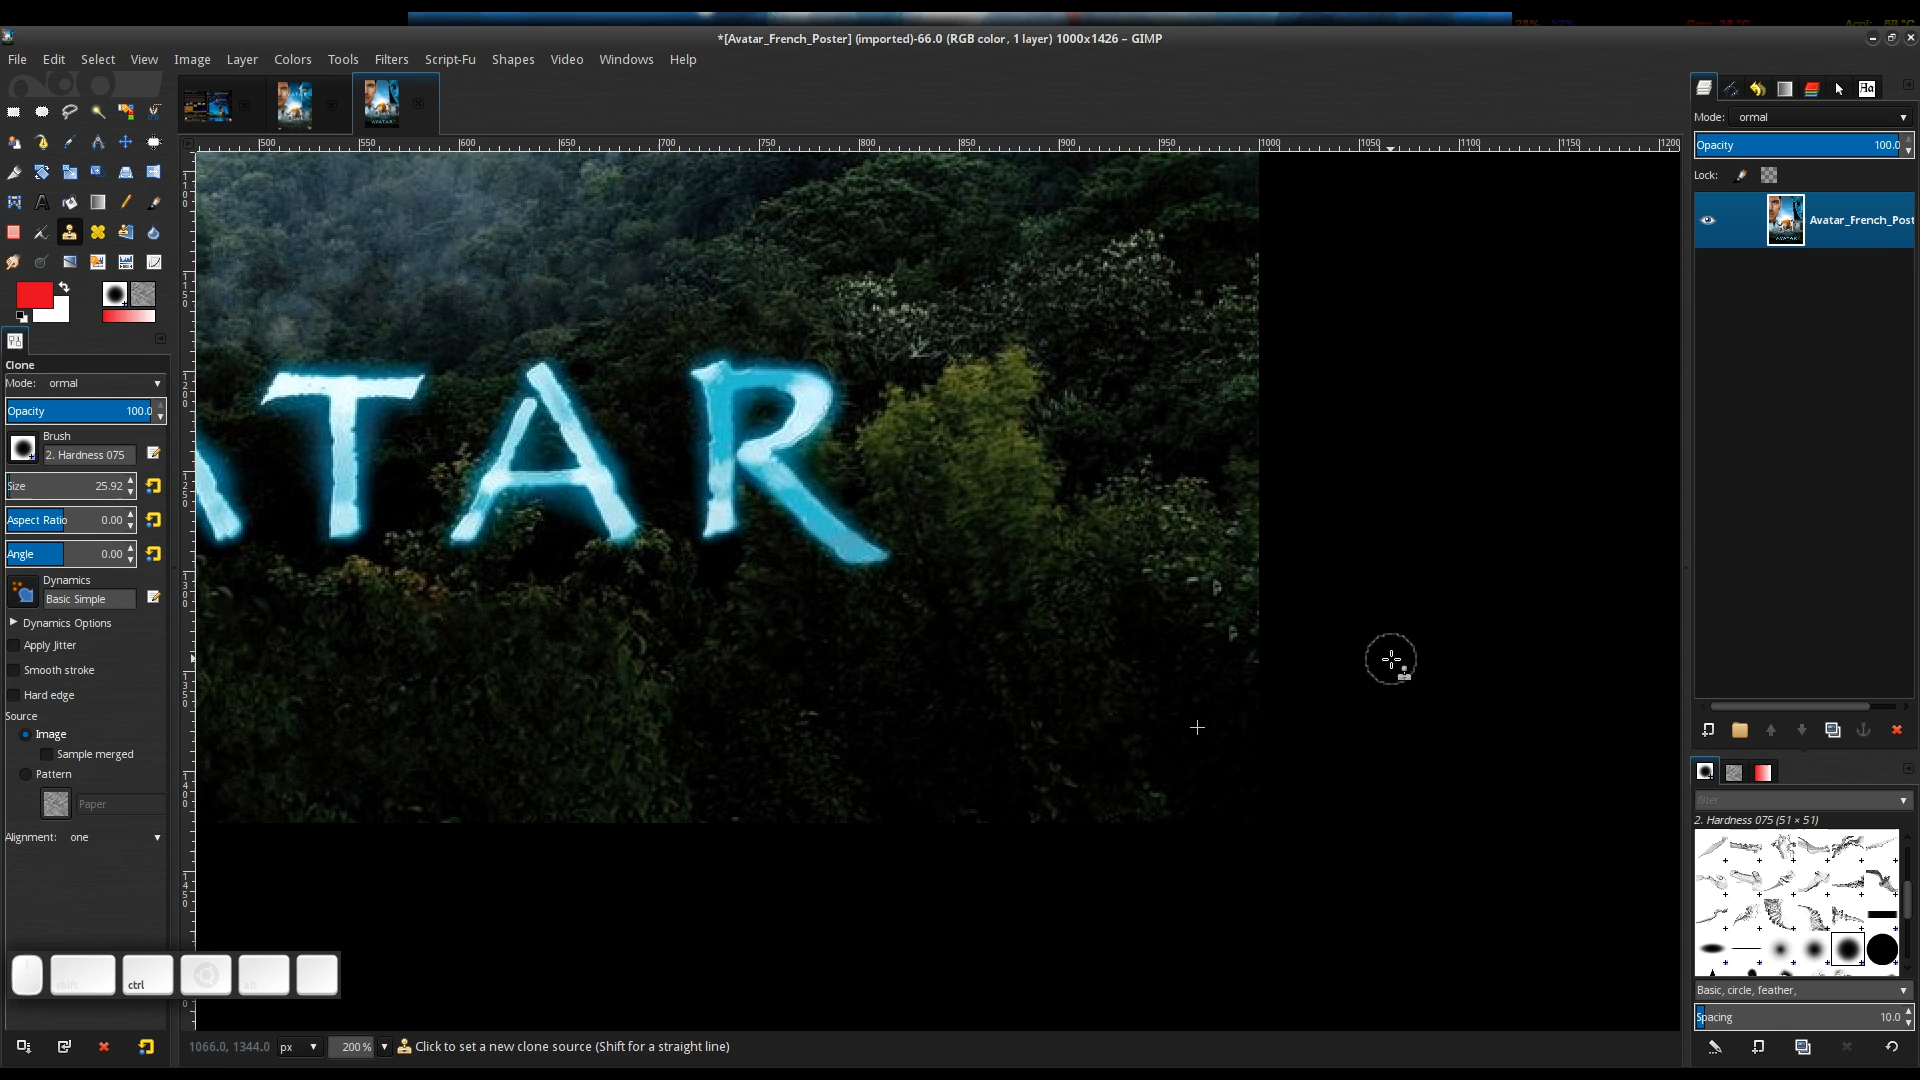 *[Avatar_French_Poster] (imported)-66.0 (RGB color, 1 layer) 1000x1426 – GIMP
File Edit Select View Image Layer Colors Tools Filters Script-Fu Shapes Video Windows Help
Mode: ormal
Opacity 100.0
Lock:
Avatar_French_Post
500 550 600 650 700 750 800 850 900 950 1000 1050 1100 1150 1200
ATAR
Clone
Mode: ormal
Opacity 100.0
Brush
2. Hardness 075
Size 25.92
Aspect Ratio 0.00
Angle 0.00
Dynamics
Basic Simple
Dynamics Options
Apply Jitter
Smooth stroke
Hard edge
Source
Image
Sample merged
Pattern
Paper
Alignment: one
shift ctrl alt
filter
2. Hardness 075 (51 × 51)
Basic, circle, feather,
Spacing 10.0
1066.0, 1344.0 px 200% Click to set a new clone source (Shift for a straight line)